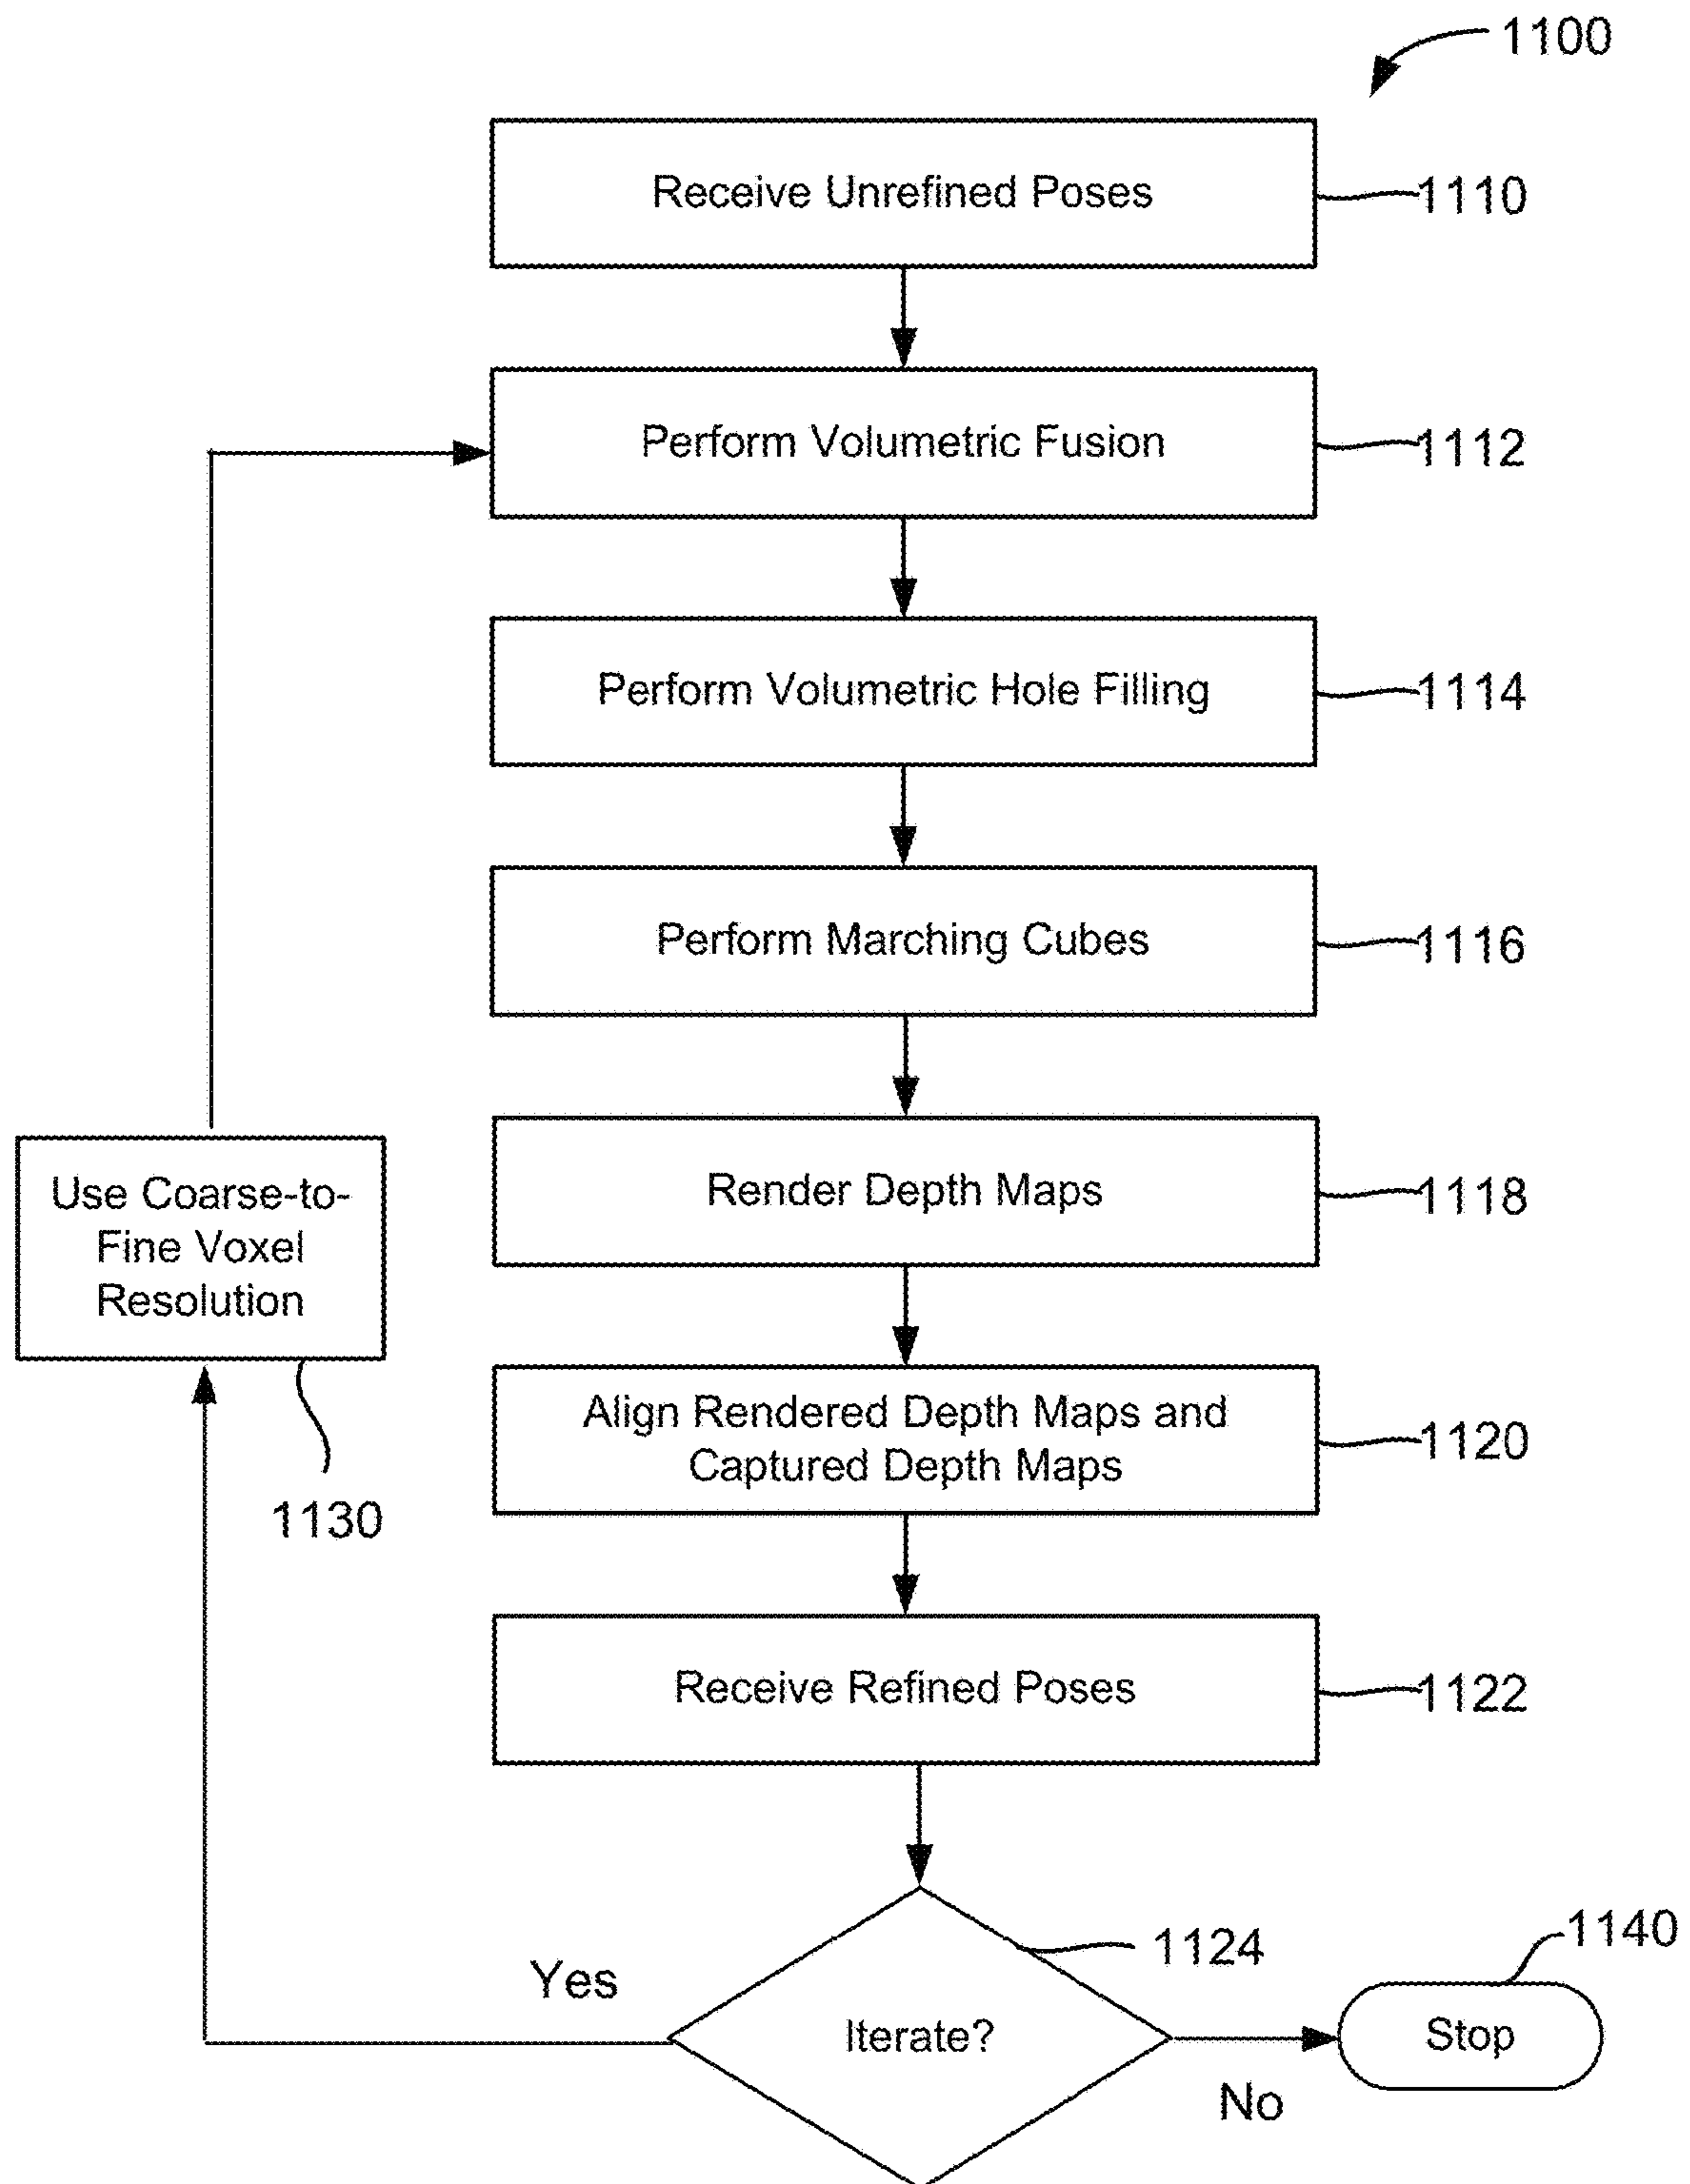 1100
Receive Unrefined Poses
1110
Perform Volumetric Fusion
1112
Perform Volumetric Hole Filling
1114
Perform Marching Cubes
1116
Render Depth Maps
1118
Use Coarse-to-
Fine Voxel
Resolution
1130
Align Rendered Depth Maps and
Captured Depth Maps
1120
Receive Refined Poses
1122
Iterate?
1124
Yes
No
Stop
1140